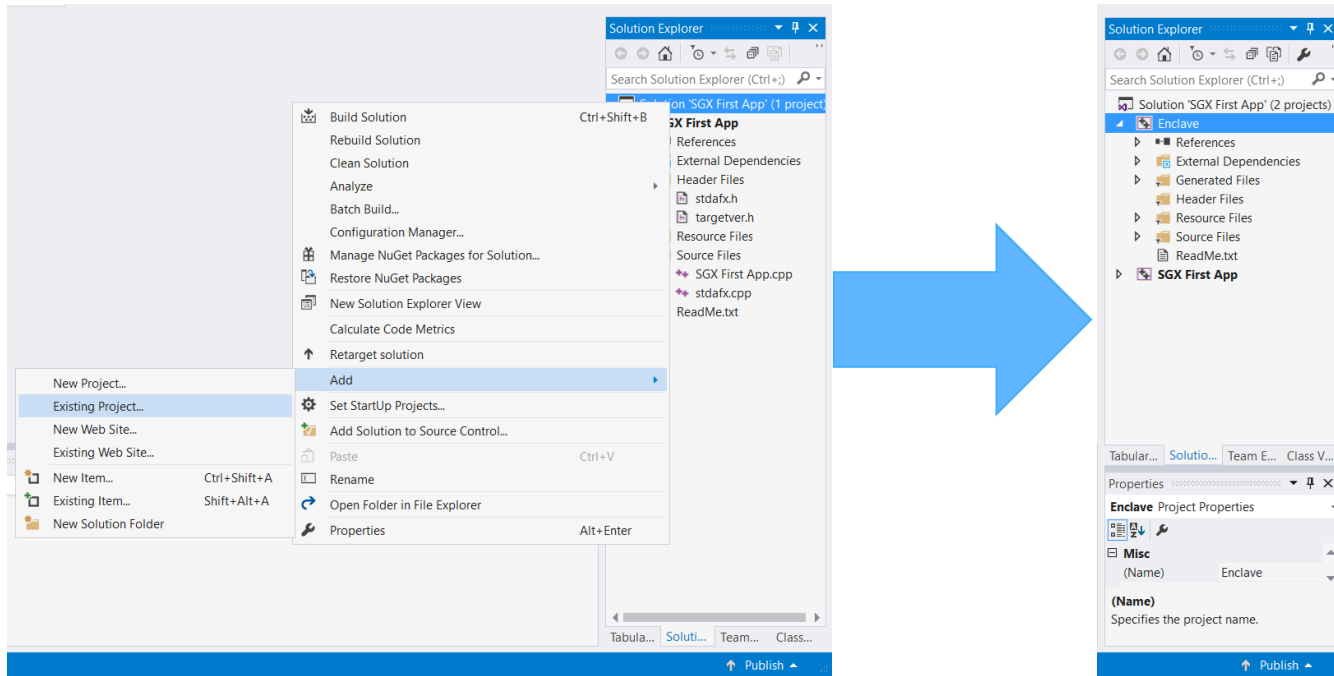 Solution Explorer
Search Solution Explorer (Ctrl+;)
Solution 'SGX First App' (1 project)
SGX First App
References
External Dependencies
Header Files
stdafx.h
targetver.h
Resource Files
Source Files
SGX First App.cpp
stdafx.cpp
ReadMe.txt
Build Solution Ctrl+Shift+B
Rebuild Solution
Clean Solution
Analyze
Batch Build...
Configuration Manager...
Manage NuGet Packages for Solution...
Restore NuGet Packages
New Solution Explorer View
Calculate Code Metrics
Retarget solution
Add
Set StartUp Projects...
Add Solution to Source Control...
Paste Ctrl+V
Rename
Open Folder in File Explorer
Properties Alt+Enter
New Project...
Existing Project...
New Web Site...
Existing Web Site...
New Item... Ctrl+Shift+A
Existing Item... Shift+Alt+A
New Solution Folder
Tabula... Soluti... Team... Class...
Publish
Solution Explorer
Search Solution Explorer (Ctrl+;)
Solution 'SGX First App' (2 projects)
Enclave
References
External Dependencies
Generated Files
Header Files
Resource Files
Source Files
ReadMe.txt
SGX First App
Tabular... Solutio... Team E... Class V...
Properties
Enclave Project Properties
Misc
(Name) Enclave
(Name)
Specifies the project name.
Publish